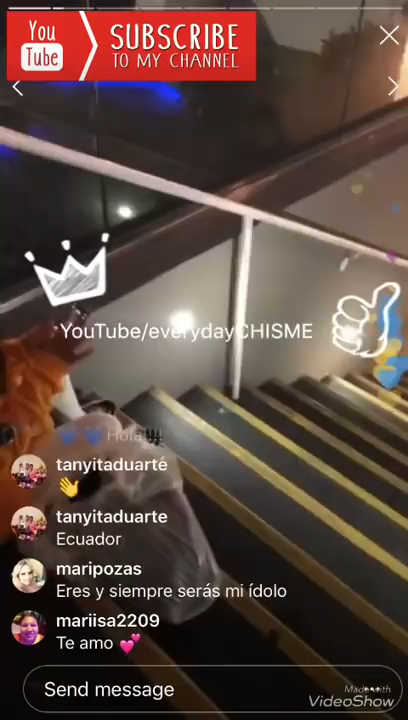 You
Tube
SUBSCRIBE
TO MY CHANNEL
YouTube/everydayCHISME
Hola!!!!
tanyitaduarte
tanyitaduarte
Ecuador
maripozas
Eres y siempre serás mi ídolo
mariisa2209
Te amo
Send message
Made with
VideoShow